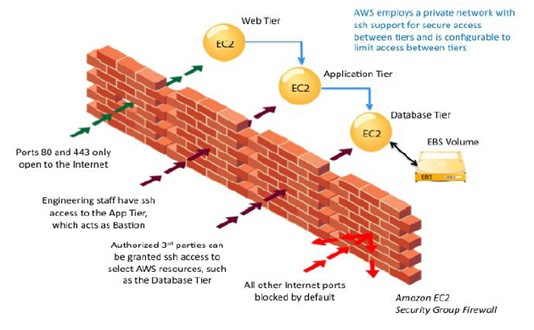 Web Tier
AWS employs a private network with
ssh support for secure access
between tiers and is configurable to
limit access between tiers
EC2
Application Tier
EC2
Database Tier
EC2
EBS Volume
EBS
Ports 80 and 443 only
open to the Internet
Engineering staff have ssh
access to the App Tier,
which acts as Bastion
Authorized 3rd parties can
be granted ssh access to
select AWS resources, such
as the Database Tier
All other Internet ports
blocked by default
Amazon EC2
Security Group Firewall